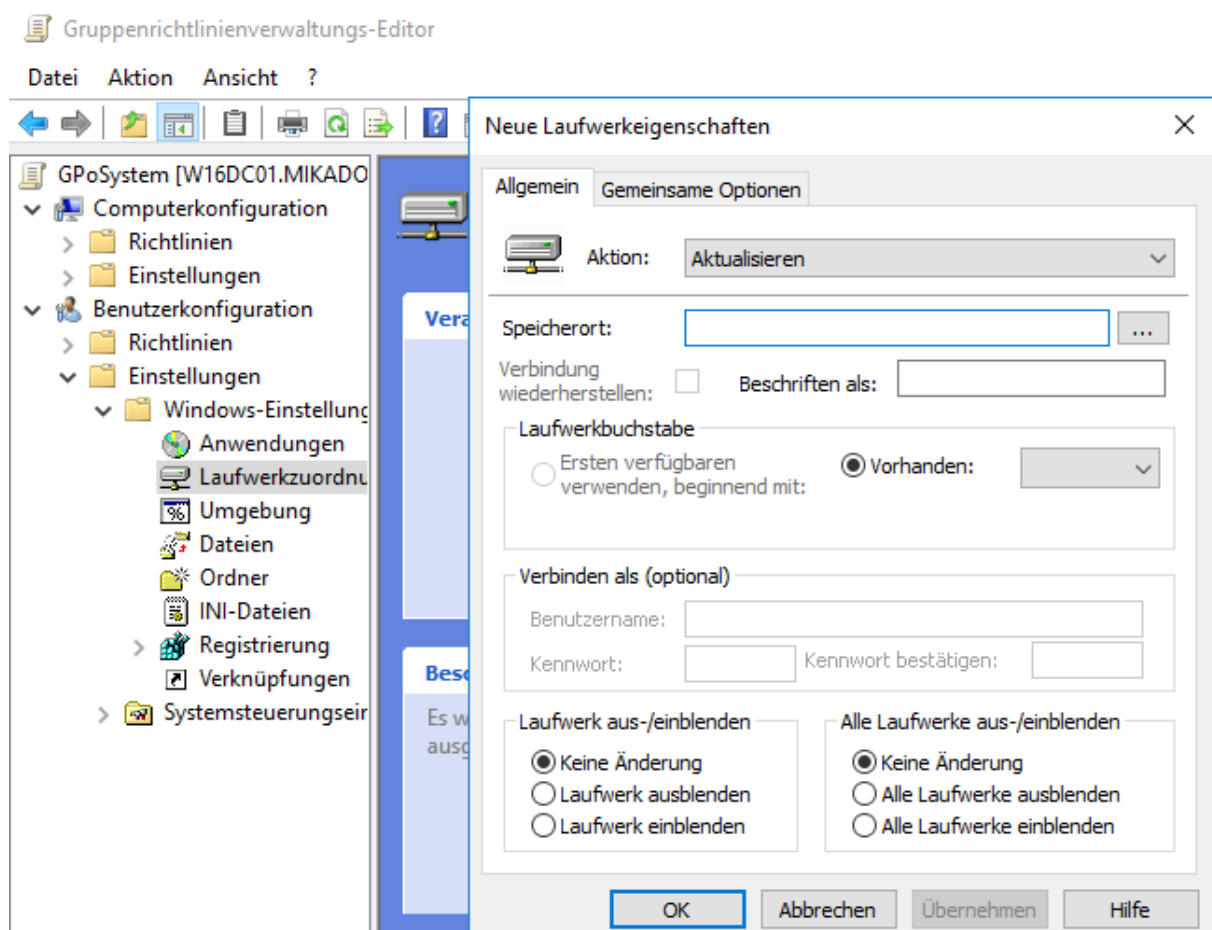 Gruppenrichtlinienverwaltungs-Editor
Datei Aktion Ansicht ?
GPoSystem [W16DC01.MIKADO
Computerkonfiguration
Richtlinien
Einstellungen
Benutzerkonfiguration
Richtlinien
Einstellungen
Windows-Einstellung
Anwendungen
Laufwerkzuordnu
Umgebung
Dateien
Ordner
INI-Dateien
Registrierung
Verknüpfungen
Systemsteuerungsein
Vera
Besc
Es w
ausg
Neue Laufwerkeigenschaften
Allgemein Gemeinsame Optionen
Aktion: Aktualisieren
Speicherort: ...
Verbindung
wiederherstellen:
Beschriften als:
Laufwerkbuchstabe
Ersten verfügbaren
verwenden, beginnend mit:
Vorhanden:
Verbinden als (optional)
Benutzername:
Kennwort: Kennwort bestätigen:
Laufwerk aus-/einblenden
Keine Änderung
Laufwerk ausblenden
Laufwerk einblenden
Alle Laufwerke aus-/einblenden
Keine Änderung
Alle Laufwerke ausblenden
Alle Laufwerke einblenden
OK Abbrechen Übernehmen Hilfe